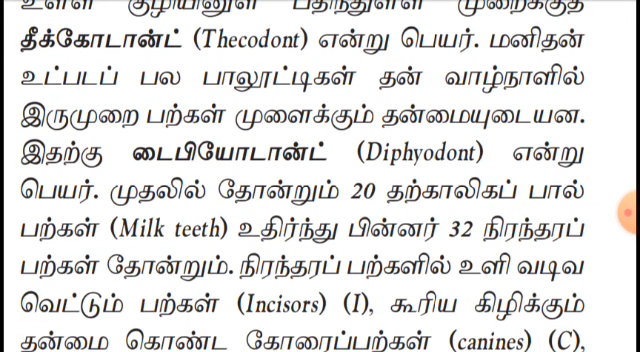 உள்ள குழியினுள் பதிந்துள்ள முறைக்குத்
தீக்கோடாண்ட் (Thecodont) என்று பெயர். மனிதன்
உட்படப் பல பாலூட்டிகள் தன் வாழ்நாளில்
இருமுறை பற்கள் முளைக்கும் தன்மையுடையன.
இதற்கு டைபியோடாண்ட் (Diphyodont) என்று
பெயர். முதலில் தோன்றும் 20 தற்காலிகப் பால்
பற்கள் (Milk teeth) உதிர்ந்து பின்னர் 32 நிரந்தரப்
பற்கள் தோன்றும். நிரந்தரப் பற்களில் உளி வடிவ
வெட்டும் பற்கள் (Incisors) (I), கூரிய கிழிக்கும்
தன்மை கொண்ட கோரைப்பற்கள் (canines) (C),